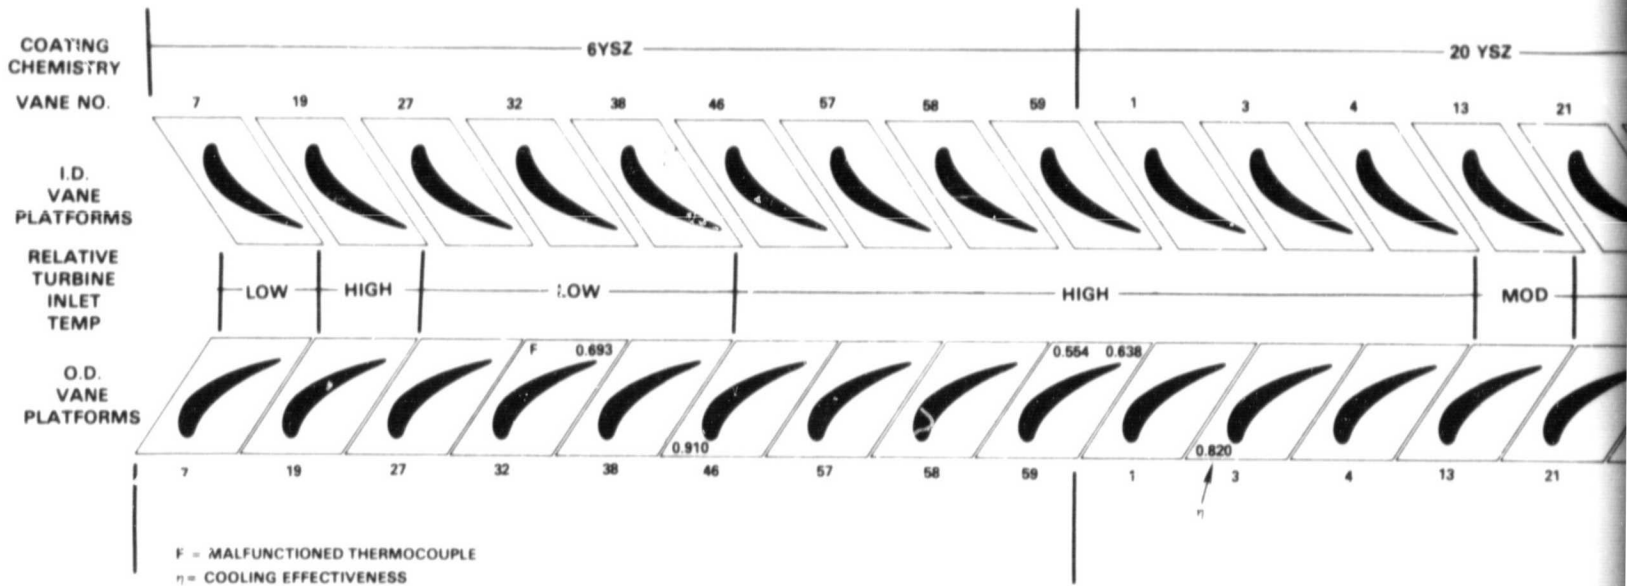 COATING
CHEMISTRY
6YSZ
20 YSZ
VANE NO.
7 19 27 32 38 46 57 58 59 1 3 4 13 21
I.D.
VANE
PLATFORMS
RELATIVE
TURBINE
INLET
TEMP
LOW HIGH LOW HIGH MOD
O.D.
VANE
PLATFORMS
F 0.693 0.554 0.638
0.910 0.820
7 19 27 32 38 46 57 58 59 1 3 4 13 21
η
F = MALFUNCTIONED THERMOCOUPLE
η = COOLING EFFECTIVENESS